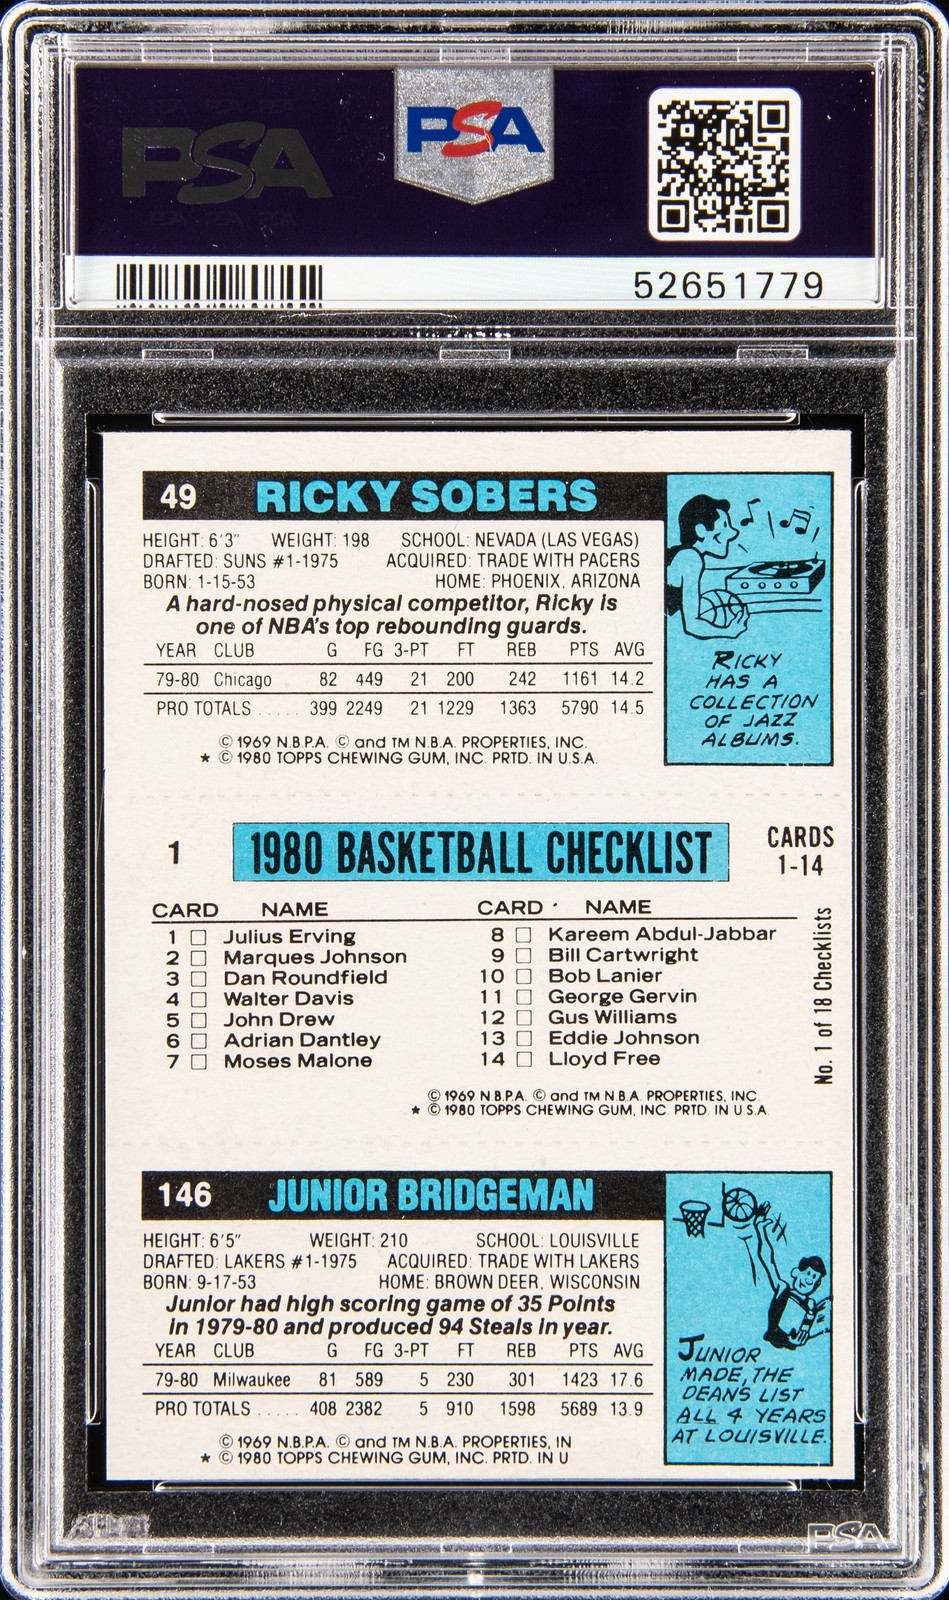 PSA
PSA
52651779
49 RICKY SOBERS
HEIGHT: 6'3" WEIGHT: 198 SCHOOL: NEVADA (LAS VEGAS)
DRAFTED: SUNS #1-1975 ACQUIRED: TRADE WITH PACERS
BORN: 1-15-53 HOME: PHOENIX, ARIZONA
A hard-nosed physical competitor, Ricky is
one of NBA's top rebounding guards.
YEAR CLUB G FG 3-PT FT REB PTS AVG
79-80 Chicago 82 449 21 200 242 1161 14.2
PRO TOTALS ..... 399 2249 21 1229 1363 5790 14.5
© 1969 N.B.P.A. © and TM N.B.A. PROPERTIES, INC.
* © 1980 TOPPS CHEWING GUM, INC. PRTD. IN U.S.A.
RICKY
HAS A
COLLECTION
OF JAZZ
ALBUMS.
1 1980 BASKETBALL CHECKLIST CARDS
1-14
CARD NAME CARD NAME
1 □ Julius Erving 8 □ Kareem Abdul-Jabbar
2 □ Marques Johnson 9 □ Bill Cartwright
3 □ Dan Roundfield 10 □ Bob Lanier
4 □ Walter Davis 11 □ George Gervin
5 □ John Drew 12 □ Gus Williams
6 □ Adrian Dantley 13 □ Eddie Johnson
7 □ Moses Malone 14 □ Lloyd Free
No. 1 of 18 Checklists
© 1969 N.B.P.A. © and TM N.B.A. PROPERTIES, INC.
* © 1980 TOPPS CHEWING GUM, INC. PRTD. IN U.S.A.
146 JUNIOR BRIDGEMAN
HEIGHT: 6'5" WEIGHT: 210 SCHOOL: LOUISVILLE
DRAFTED: LAKERS #1-1975 ACQUIRED: TRADE WITH LAKERS
BORN: 9-17-53 HOME: BROWN DEER, WISCONSIN
Junior had high scoring game of 35 Points
in 1979-80 and produced 94 Steals in year.
YEAR CLUB G FG 3-PT FT REB PTS AVG
79-80 Milwaukee 81 589 5 230 301 1423 17.6
PRO TOTALS ..... 408 2382 5 910 1598 5689 13.9
© 1969 N.B.P.A. © and TM N.B.A. PROPERTIES, IN
* © 1980 TOPPS CHEWING GUM, INC. PRTD. IN U
JUNIOR
MADE, THE
DEANS LIST
ALL 4 YEARS
AT LOUISVILLE.
PSA